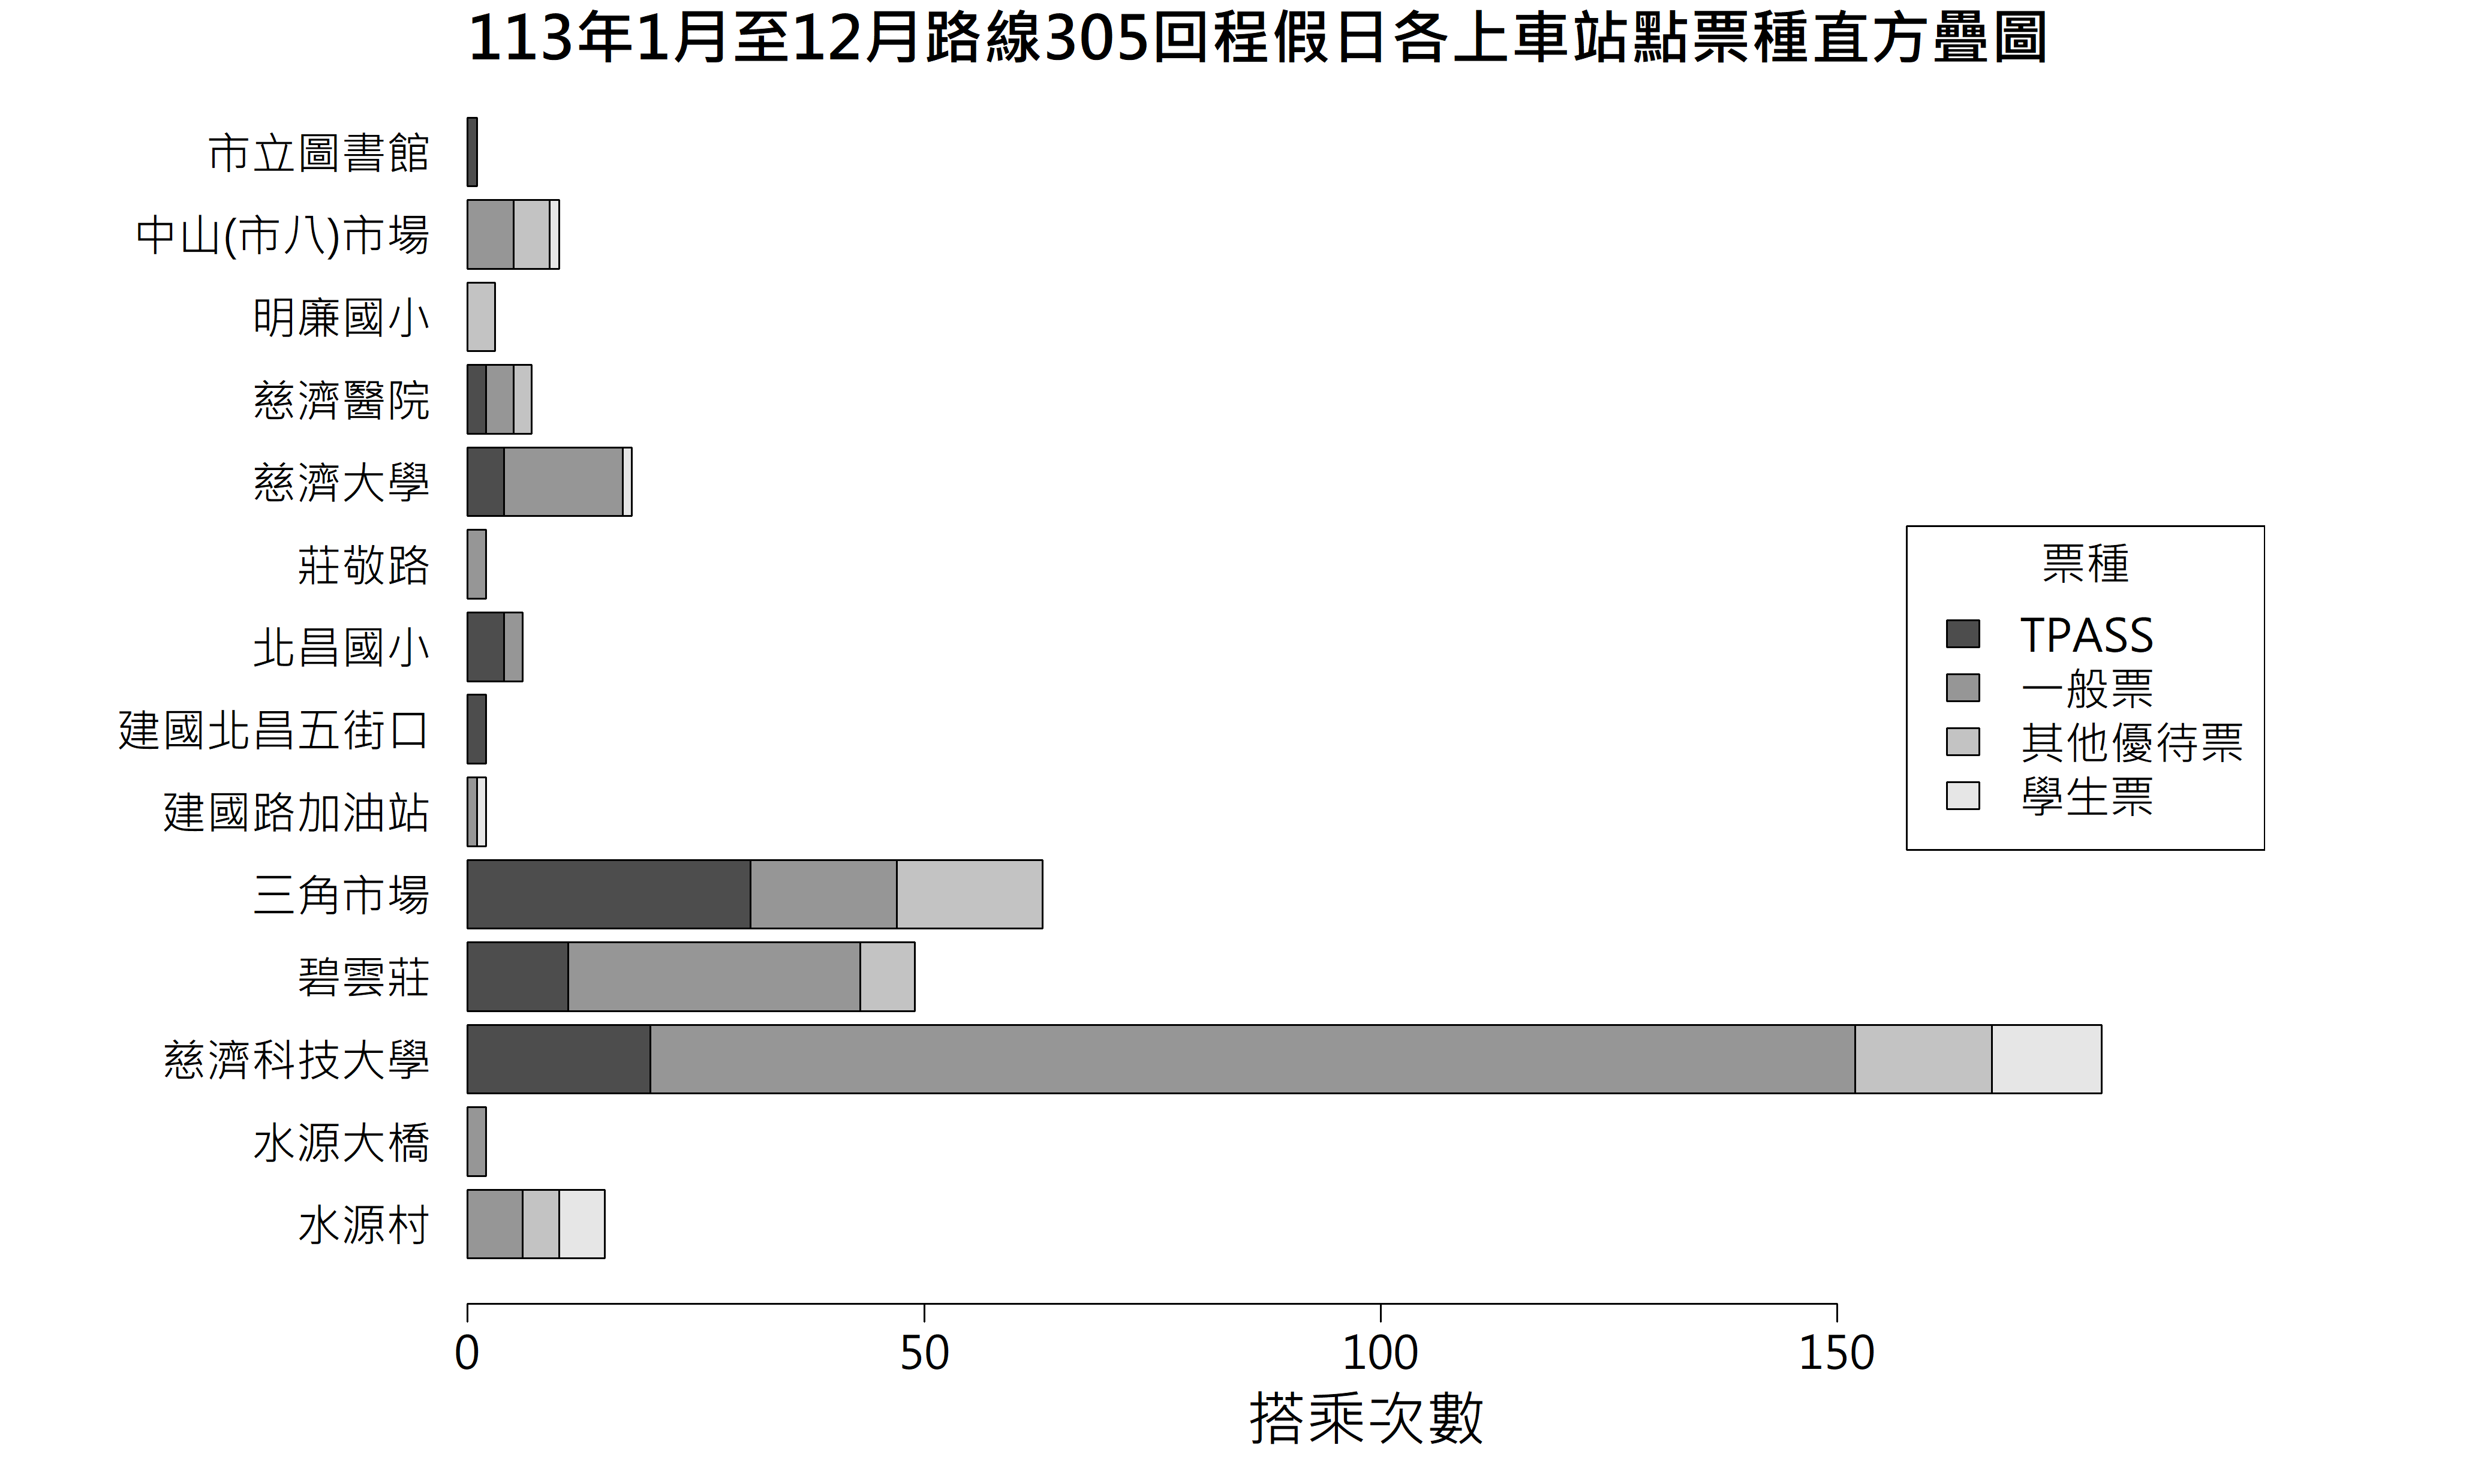 113年1月至12月路線305回程假日各上車站點票種直方疊圖
市立圖書館
中山(市八)市場
明廉國小
慈濟醫院
慈濟大學
莊敬路
北昌國小
建國北昌五街口
建國路加油站
三角市場
碧雲莊
慈濟科技大學
水源大橋
水源村
票種
TPASS
一般票
其他優待票
學生票
0 50 100 150
搭乘次數